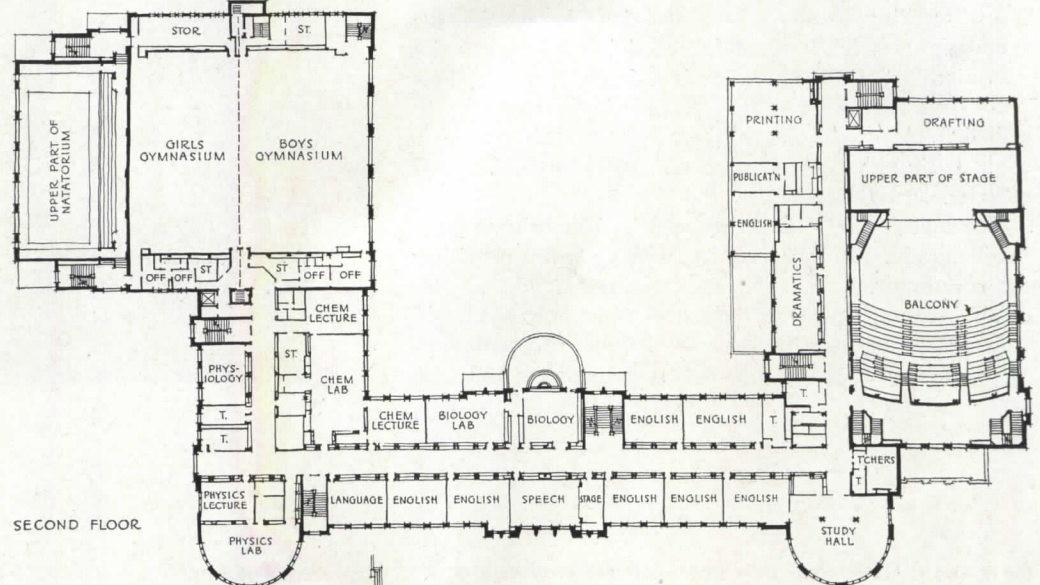 STOR
ST.
UPPER PART OF
NATATORIUM
GIRLS
GYMNASIUM
BOYS
GYMNASIUM
OFF
OFF
ST
ST
OFF
OFF
CHEM
LECTURE
PHYS-
IOLOGY
ST.
CHEM
LAB
T.
T.
CHEM
LECTURE
BIOLOGY
LAB
BIOLOGY
ENGLISH
ENGLISH
T.
T.
PRINTING
DRAFTING
PUBLICAT'N
UPPER PART OF STAGE
ENGLISH
DRAMATICS
BALCONY
T'CHERS
T.
PHYSICS
LECTURE
LANGUAGE
ENGLISH
ENGLISH
SPEECH
STAGE
ENGLISH
ENGLISH
ENGLISH
PHYSICS
LAB
STUDY
HALL
SECOND FLOOR